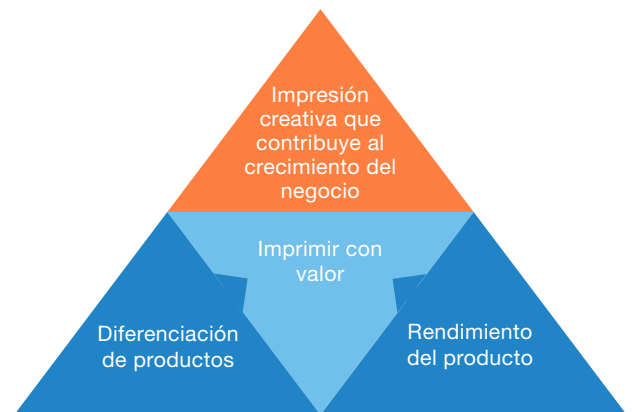 Impresión
creativa que
contribuye al
crecimiento del
negocio
Imprimir con
valor
Diferenciación
de productos
Rendimiento
del producto